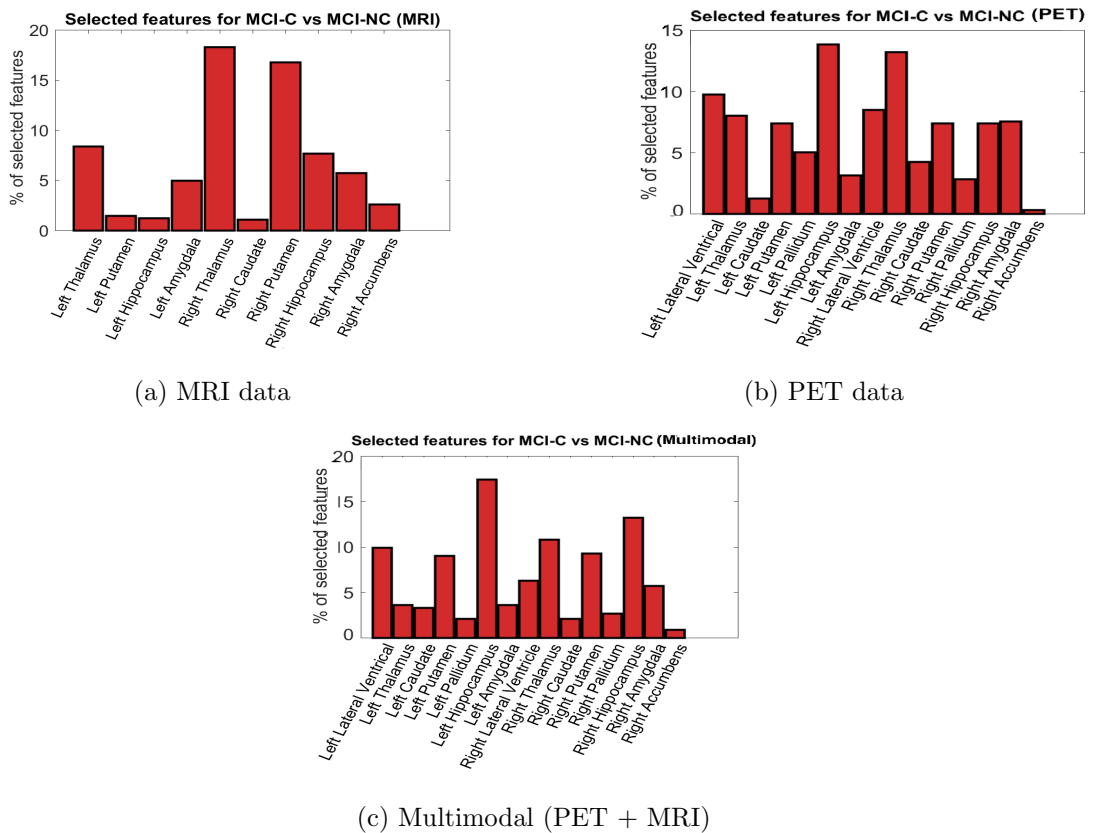 Selected features for MCI-C vs MCI-NC (MRI)
% of selected features
20
15
10
5
0
Left Thalamus
Left Putamen
Left Hippocampus
Left Amygdala
Right Thalamus
Right Caudate
Right Putamen
Right Hippocampus
Right Amygdala
Right Accumbens
(a) MRI data
Selected features for MCI-C vs MCI-NC (PET)
% of selected features
15
10
5
0
Left Lateral Ventrical
Left Thalamus
Left Caudate
Left Putamen
Left Pallidum
Left Hippocampus
Left Amygdala
Right Lateral Ventricle
Right Thalamus
Right Caudate
Right Putamen
Right Pallidum
Right Hippocampus
Right Amygdala
Right Accumbens
(b) PET data
Selected features for MCI-C vs MCI-NC (Multimodal)
% of selected features
20
15
10
5
0
Left Lateral Ventrical
Left Thalamus
Left Caudate
Left Putamen
Left Pallidum
Left Hippocampus
Left Amygdala
Right Lateral Ventricle
Right Thalamus
Right Caudate
Right Putamen
Right Pallidum
Right Hippocampus
Right Amygdala
Right Accumbens
(c) Multimodal (PET + MRI)